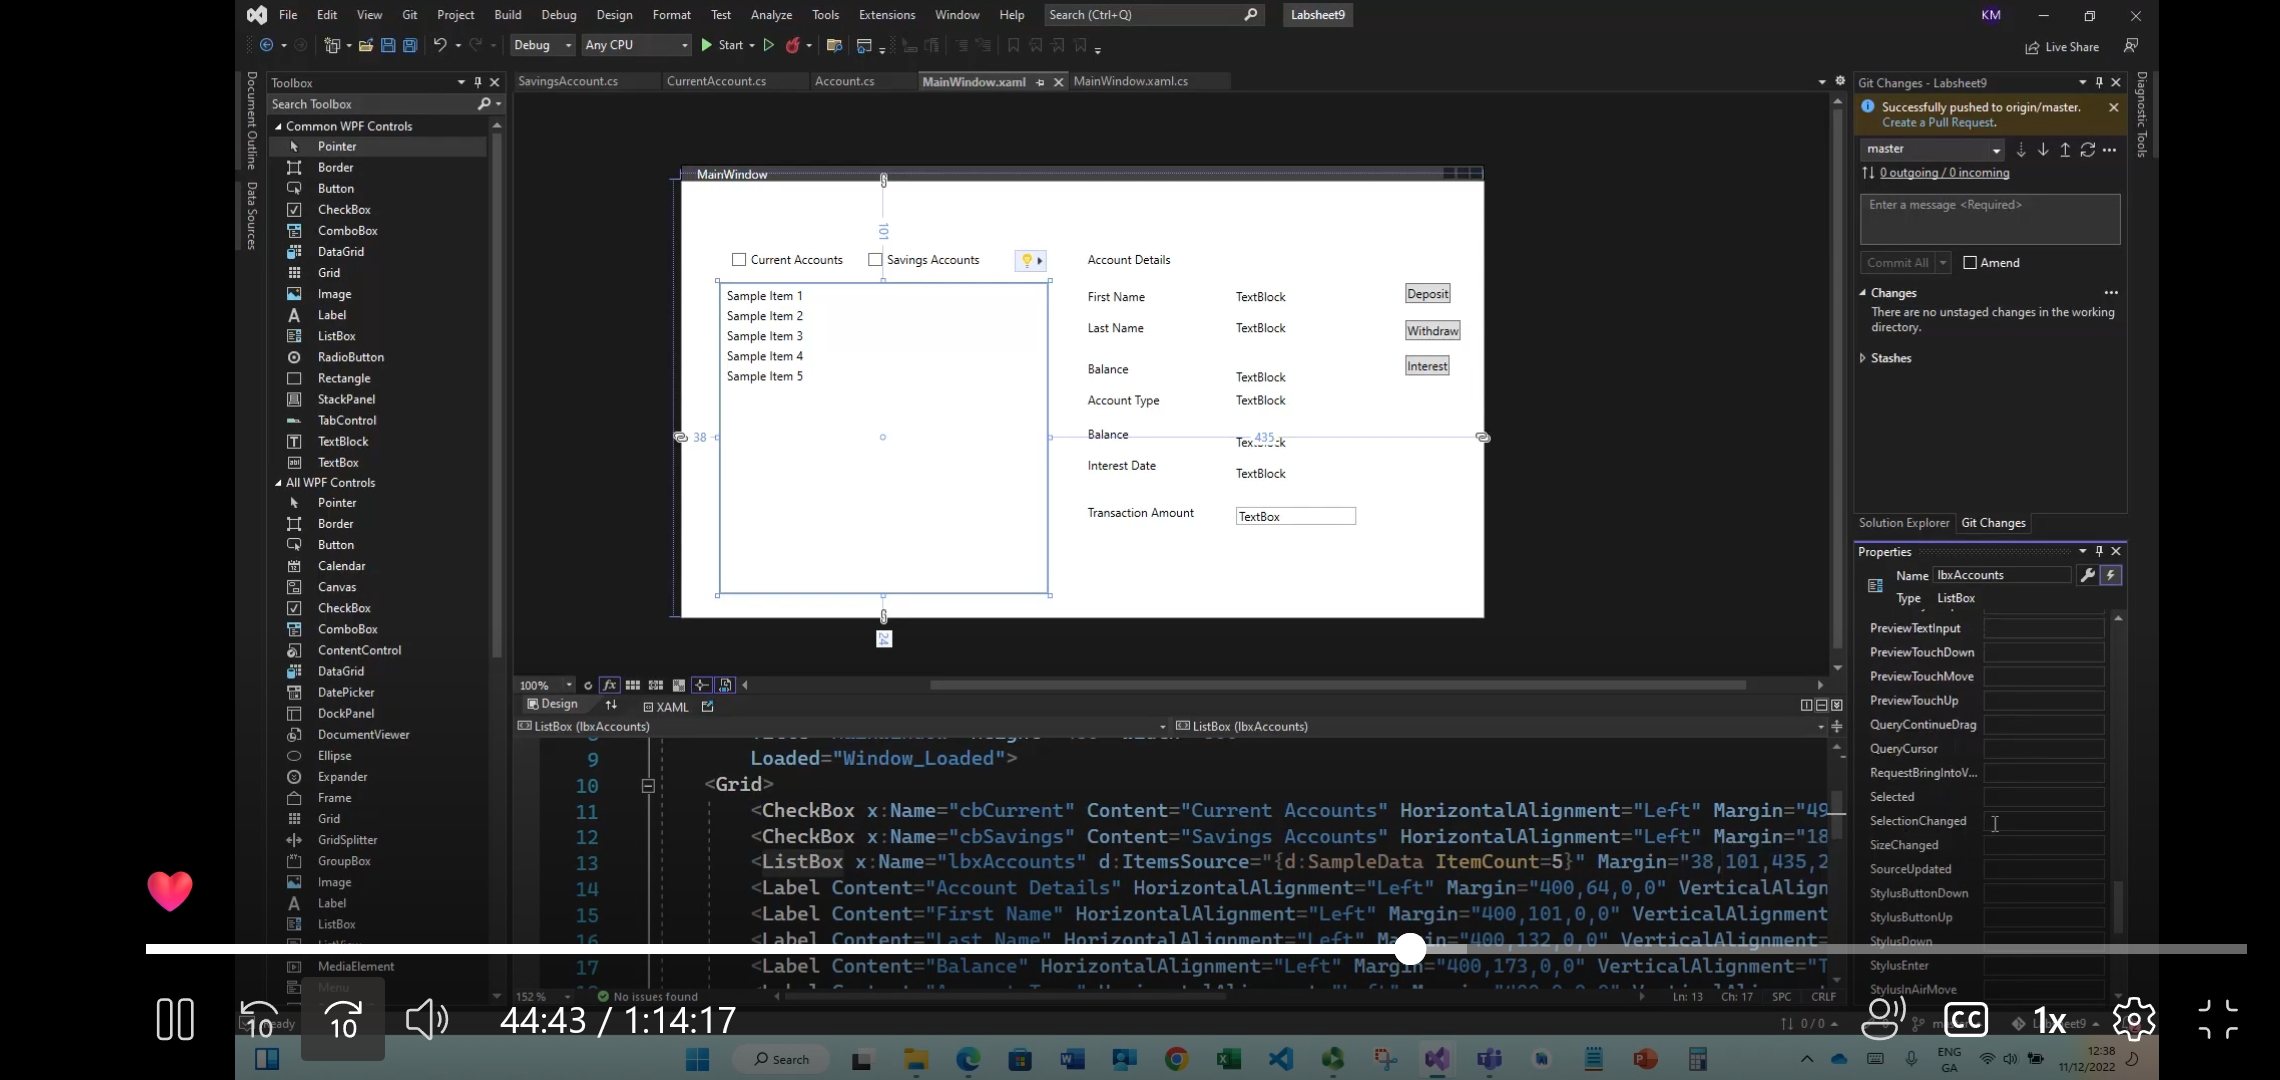 File Edit View Git Project Build Debug Design Format Test Analyze Tools Extensions Window Help Search (Ctrl+Q) Labsheet9 KM
Debug Any CPU Start Live Share
Document Outline
Data Sources
Toolbox
Search Toolbox
Common WPF Controls
Pointer
Border
Button
CheckBox
ComboBox
DataGrid
Grid
Image
Label
ListBox
RadioButton
Rectangle
StackPanel
TabControl
TextBlock
TextBox
All WPF Controls
Pointer
Border
Button
Calendar
Canvas
CheckBox
ComboBox
ContentControl
DataGrid
DatePicker
DockPanel
DocumentViewer
Ellipse
Expander
Frame
Grid
GridSplitter
GroupBox
Image
Label
ListBox
MediaElement
Menu
SavingsAccount.cs CurrentAccount.cs Account.cs MainWindow.xaml MainWindow.xaml.cs
MainWindow
101
Current Accounts Savings Accounts Account Details
Sample Item 1
Sample Item 2
Sample Item 3
Sample Item 4
Sample Item 5
First Name TextBlock Deposit
Last Name TextBlock Withdraw
Balance TextBlock Interest
Account Type TextBlock
38 Balance 435
Interest Date TextBlock
Transaction Amount TextBox
24
100%
Design XAML
ListBox (lbxAccounts) ListBox (lbxAccounts)
9 Loaded="Window_Loaded">
10 <Grid>
11 <CheckBox x:Name="cbCurrent" Content="Current Accounts" HorizontalAlignment="Left" Margin="49
12 <CheckBox x:Name="cbSavings" Content="Savings Accounts" HorizontalAlignment="Left" Margin="18
13 <ListBox x:Name="lbxAccounts" d:ItemsSource="{d:SampleData ItemCount=5}" Margin="38,101,435,2
14 <Label Content="Account Details" HorizontalAlignment="Left" Margin="400,64,0,0" VerticalAlign
15 <Label Content="First Name" HorizontalAlignment="Left" Margin="400,101,0,0" VerticalAlignment
16 <Label Content="Last Name" HorizontalAlignment="Left" Margin="400,132,0,0" VerticalAlignment=
17 <Label Content="Balance" HorizontalAlignment="Left" Margin="400,173,0,0" VerticalAlignment="T
152 % No issues found Ln: 13 Ch: 17 SPC CRLF
Git Changes - Labsheet9
Successfully pushed to origin/master.
Create a Pull Request.
master
0 outgoing / 0 incoming
Enter a message <Required>
Commit All Amend
Changes
There are no unstaged changes in the working
directory.
Stashes
Diagnostic Tools
Solution Explorer Git Changes
Properties
Name lbxAccounts
Type ListBox
PreviewTextInput
PreviewTouchDown
PreviewTouchMove
PreviewTouchUp
QueryContinueDrag
QueryCursor
RequestBringIntoV...
Selected
SelectionChanged
SizeChanged
SourceUpdated
StylusButtonDown
StylusButtonUp
StylusDown
StylusEnter
StylusInAirMove
10 10 44:43 / 1:14:17 CC 1x
0 / 0
Search
ENG
GA
12:38
11/12/2022